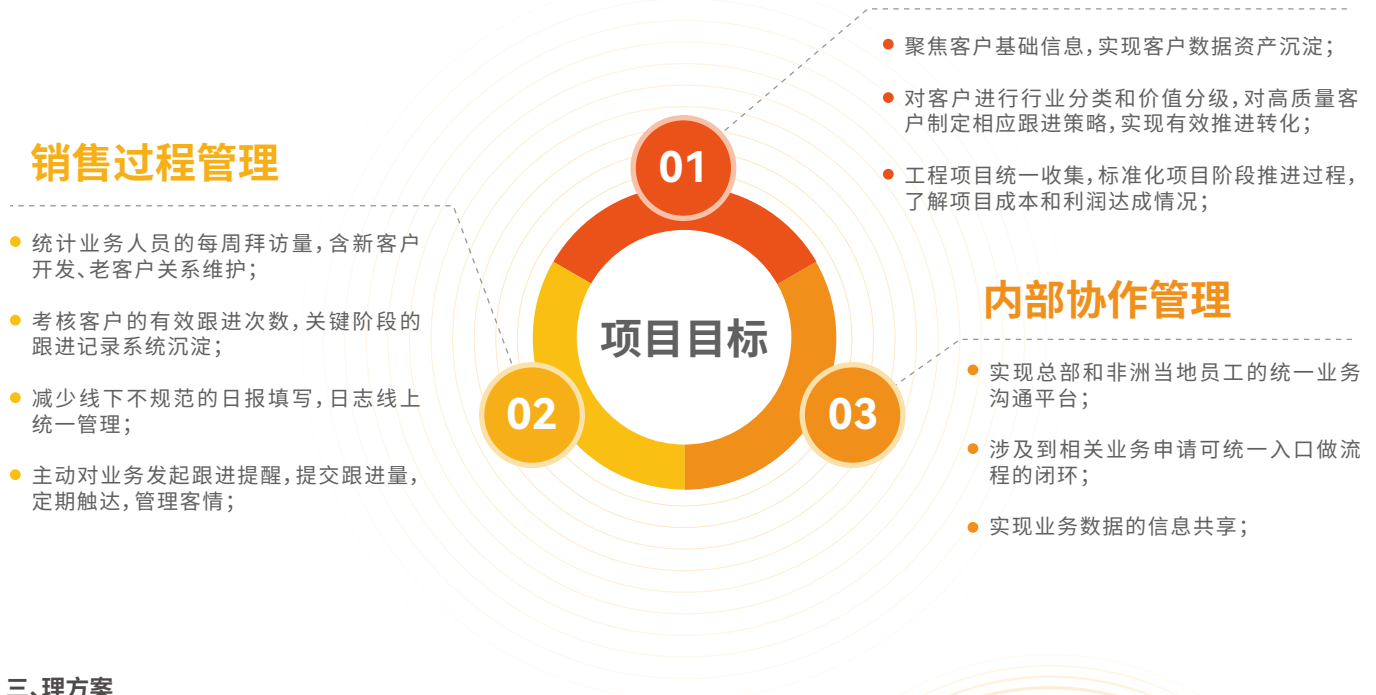 聚焦客户基础信息，实现客户数据资产沉淀；
对客户进行行业分类和价值分级，对高质量客
户制定相应跟进策略，实现有效推进转化；
工程项目统一收集，标准化项目阶段推进过程，
了解项目成本和利润达成情况；
01
销售过程管理
统计业务人员的每周拜访量，含新客户
开发、老客户关系维护；
考核客户的有效跟进次数，关键阶段的
跟进记录系统沉淀；
减少线下不规范的日报填写，日志线上
统一管理；
主动对业务发起跟进提醒，提交跟进量，
定期触达，管理客情；
02
项目目标
03
内部协作管理
实现总部和非洲当地员工的统一业务
沟通平台；
涉及到相关业务申请可统一入口做流
程的闭环；
实现业务数据的信息共享；
三、理方案